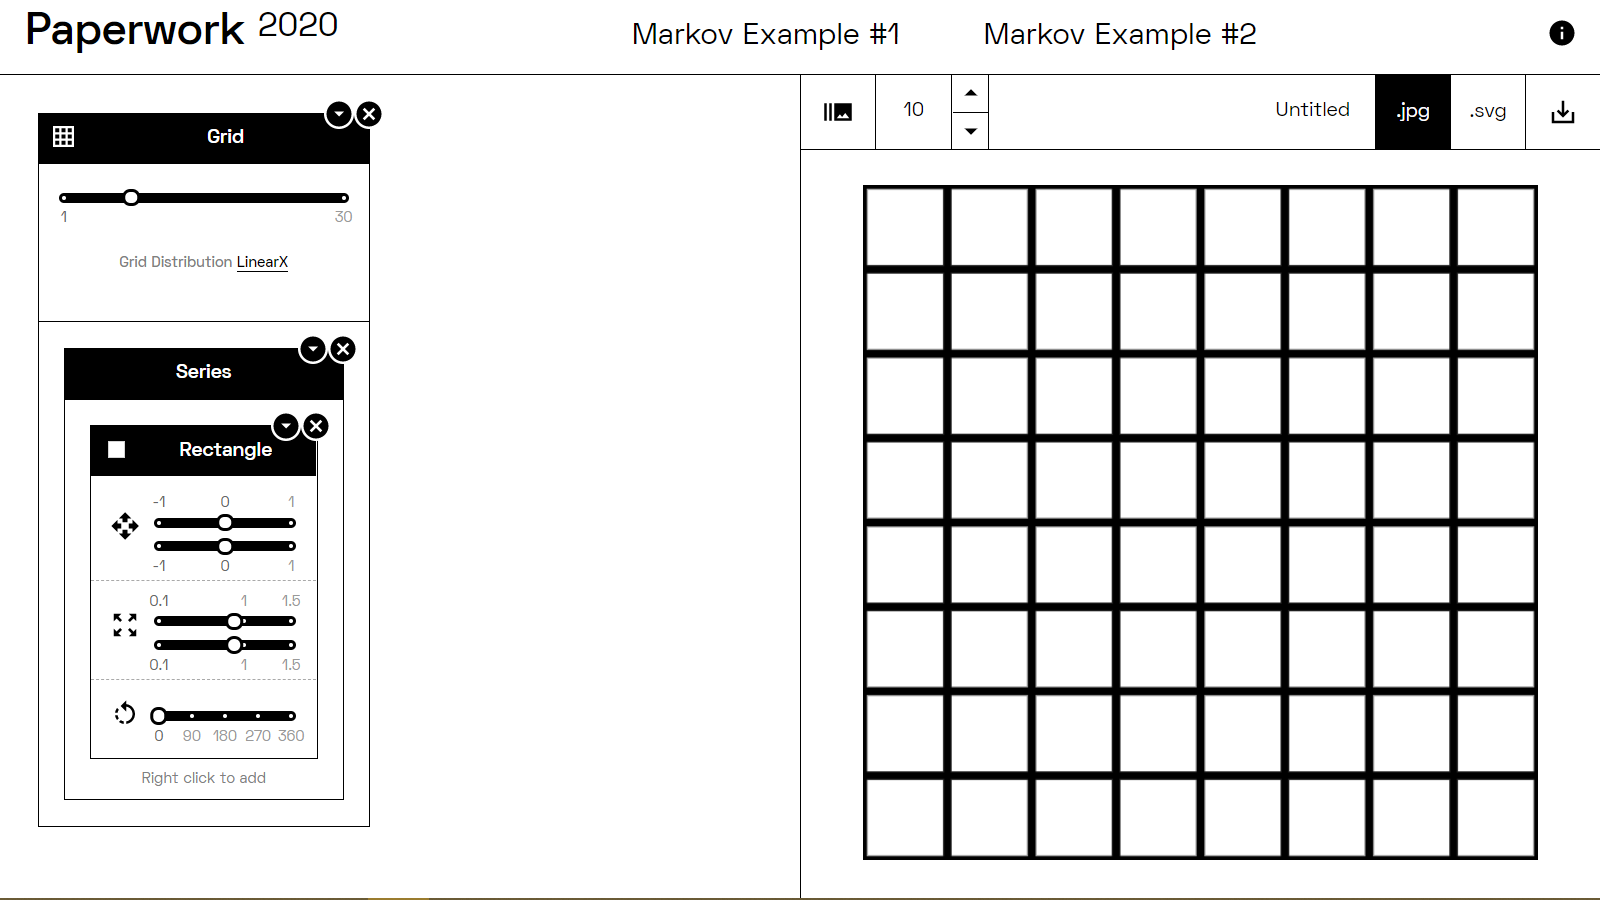 Paperwork 2020
Markov Example #1
Markov Example #2
10
Untitled
.jpg
.svg
Grid
1
30
Grid Distribution LinearX
Series
Rectangle
-1 0 1
-1 0 1
0.1 1 1.5
0.1 1 1.5
0 90 180 270 360
Right click to add